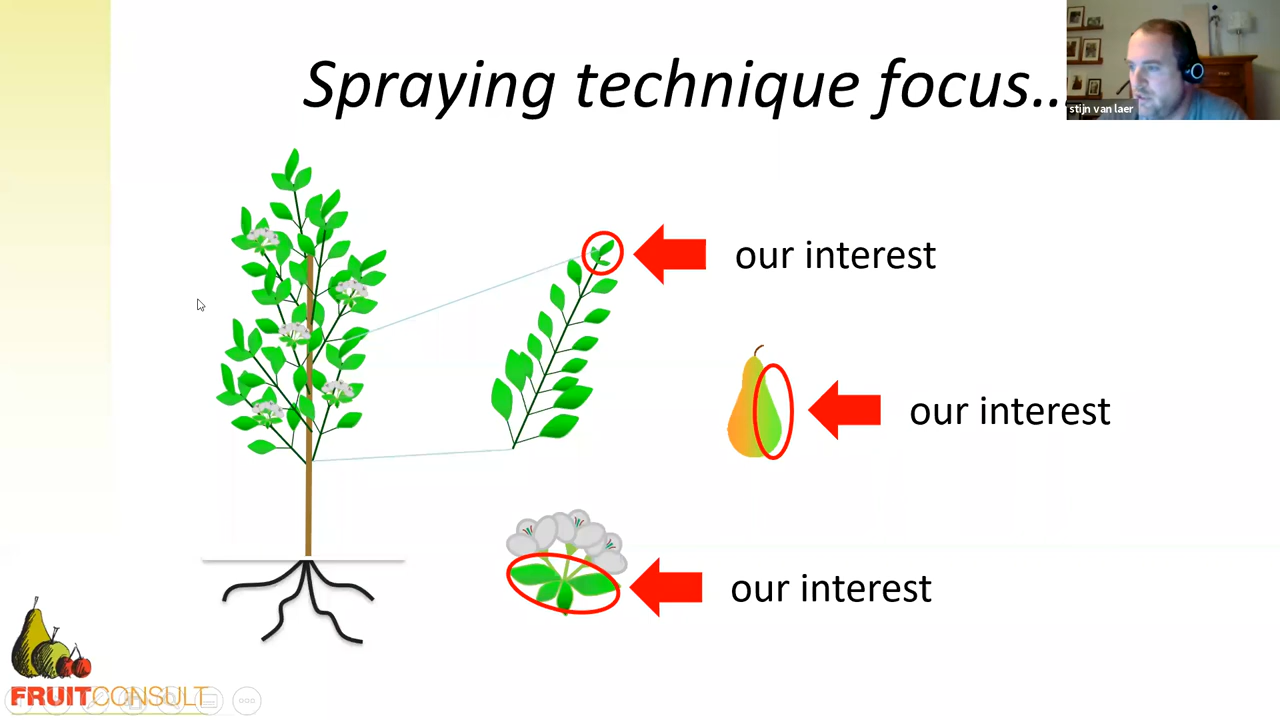 Spraying technique focus...
stijn van laer
our interest
our interest
our interest
FRUITCONSULT